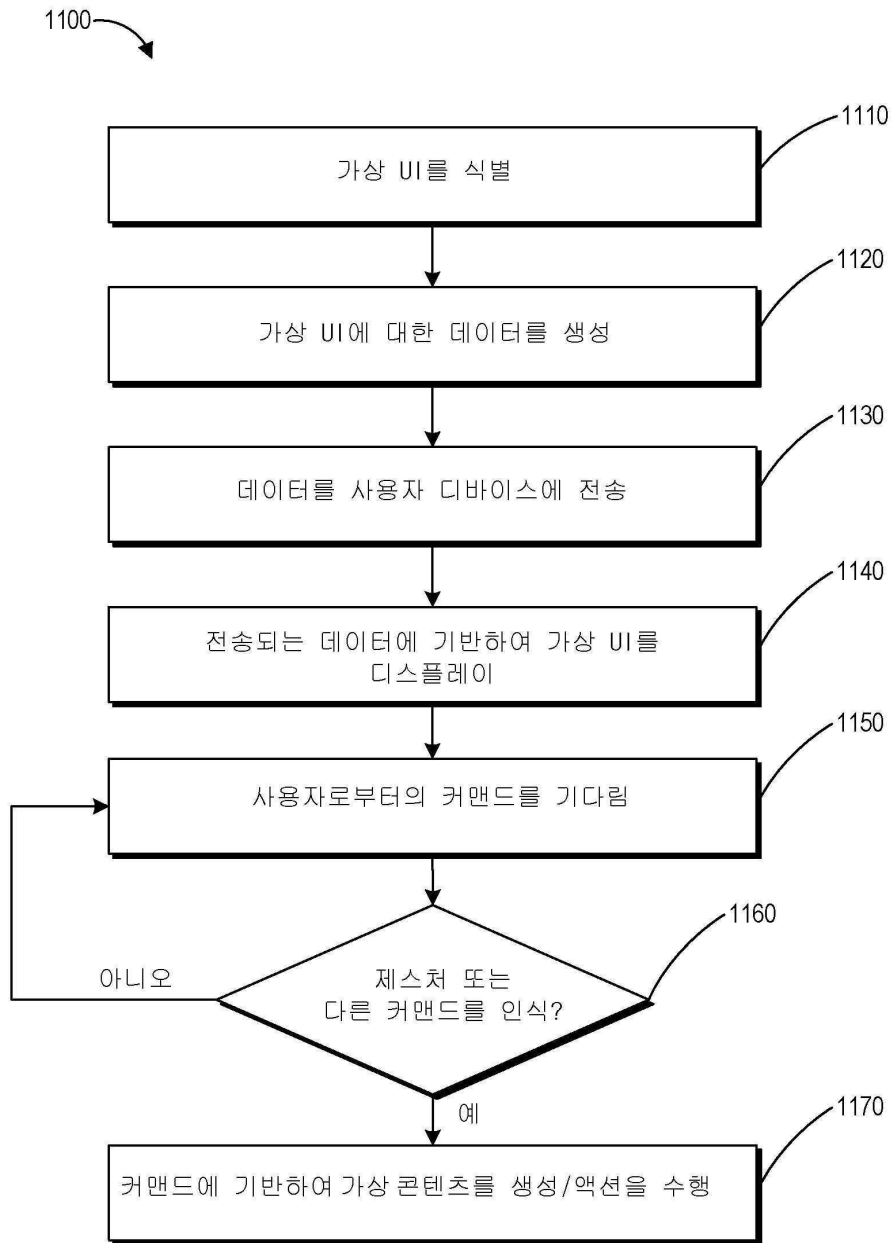 1100
1110
가상 UI를 식별
1120
가상 UI에 대한 데이터를 생성
1130
데이터를 사용자 디바이스에 전송
1140
전송되는 데이터에 기반하여 가상 UI를
디스플레이
1150
사용자로부터의 커맨드를 기다림
1160
제스처 또는
다른 커맨드를 인식?
아니오
예
1170
커맨드에 기반하여 가상 콘텐츠를 생성/액션을 수행